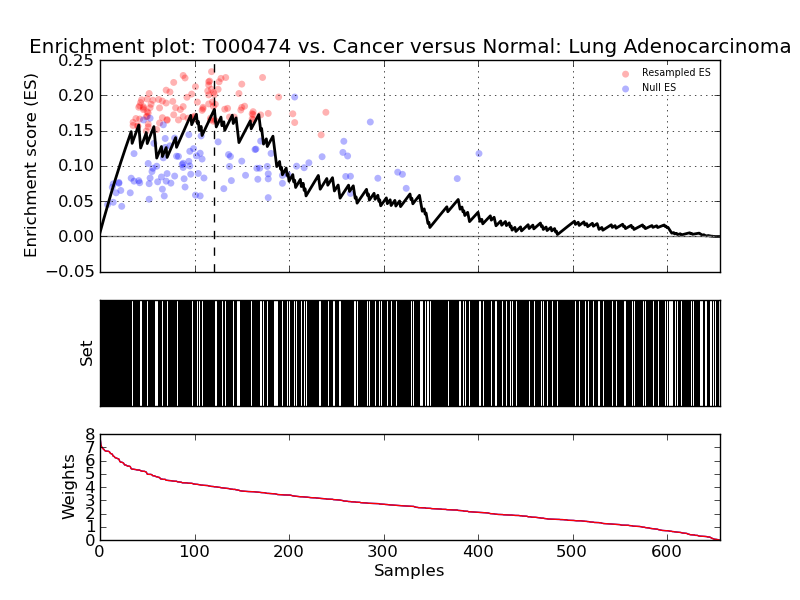 Enrichment plot: T000474 vs. Cancer versus Normal: Lung Adenocarcinoma
Enrichment score (ES)
0.25
0.20
0.15
0.10
0.05
0.00
−0.05
Resampled ES
Null ES
Set
Weights
8
7
6
5
4
3
2
1
0
0 100 200 300 400 500 600
Samples